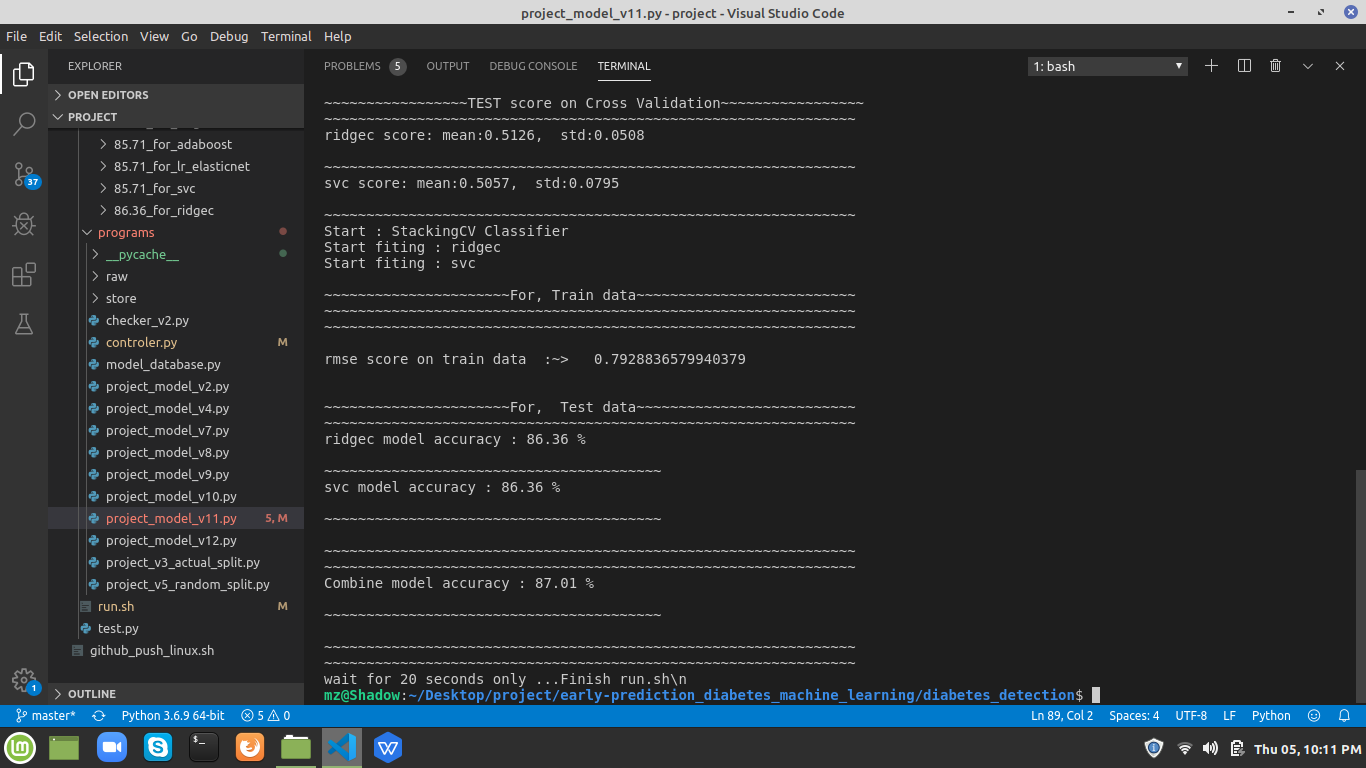 project_model_v11.py - project - Visual Studio Code
File Edit Selection View Go Debug Terminal Help
EXPLORER
OPEN EDITORS
PROJECT
85.71_for_adaboost
85.71_for_lr_elasticnet
85.71_for_svc
86.36_for_ridgec
programs
__pycache__
raw
store
checker_v2.py
controler.py M
model_database.py
project_model_v2.py
project_model_v4.py
project_model_v7.py
project_model_v8.py
project_model_v9.py
project_model_v10.py
project_model_v11.py 5, M
project_model_v12.py
project_v3_actual_split.py
project_v5_random_split.py
run.sh M
test.py
github_push_linux.sh
OUTLINE
37
1
PROBLEMS 5 OUTPUT DEBUG CONSOLE TERMINAL 1: bash
~~~~~~~~~~~~~~~~~TEST score on Cross Validation~~~~~~~~~~~~~~~~~
~~~~~~~~~~~~~~~~~~~~~~~~~~~~~~~~~~~~~~~~~~~~~~~~~~~~~~~~~~~~~~~
ridgec score: mean:0.5126,  std:0.0508
~~~~~~~~~~~~~~~~~~~~~~~~~~~~~~~~~~~~~~~~~~~~~~~~~~~~~~~~~~~~~~~
svc score: mean:0.5057,  std:0.0795
~~~~~~~~~~~~~~~~~~~~~~~~~~~~~~~~~~~~~~~~~~~~~~~~~~~~~~~~~~~~~~~
Start : StackingCV Classifier
Start fiting : ridgec
Start fiting : svc
~~~~~~~~~~~~~~~~~~~~~~For, Train data~~~~~~~~~~~~~~~~~~~~~~~~~~
~~~~~~~~~~~~~~~~~~~~~~~~~~~~~~~~~~~~~~~~~~~~~~~~~~~~~~~~~~~~~~~
~~~~~~~~~~~~~~~~~~~~~~~~~~~~~~~~~~~~~~~~~~~~~~~~~~~~~~~~~~~~~~~
rmse score on train data  :~>   0.7928836579940379
~~~~~~~~~~~~~~~~~~~~~~For,  Test data~~~~~~~~~~~~~~~~~~~~~~~~~~
~~~~~~~~~~~~~~~~~~~~~~~~~~~~~~~~~~~~~~~~~~~~~~~~~~~~~~~~~~~~~~~
ridgec model accuracy : 86.36 %
~~~~~~~~~~~~~~~~~~~~~~~~~~~~~~~~~~~~~~~~
svc model accuracy : 86.36 %
~~~~~~~~~~~~~~~~~~~~~~~~~~~~~~~~~~~~~~~~
~~~~~~~~~~~~~~~~~~~~~~~~~~~~~~~~~~~~~~~~~~~~~~~~~~~~~~~~~~~~~~~
~~~~~~~~~~~~~~~~~~~~~~~~~~~~~~~~~~~~~~~~~~~~~~~~~~~~~~~~~~~~~~~
Combine model accuracy : 87.01 %
~~~~~~~~~~~~~~~~~~~~~~~~~~~~~~~~~~~~~~~~
~~~~~~~~~~~~~~~~~~~~~~~~~~~~~~~~~~~~~~~~~~~~~~~~~~~~~~~~~~~~~~~
~~~~~~~~~~~~~~~~~~~~~~~~~~~~~~~~~~~~~~~~~~~~~~~~~~~~~~~~~~~~~~~
wait for 20 seconds only ...Finish run.sh\n
mz@Shadow:~/Desktop/project/early-prediction_diabetes_machine_learning/diabetes_detection$
master* Python 3.6.9 64-bit 5 0 Ln 89, Col 2 Spaces: 4 UTF-8 LF Python
Thu 05, 10:11 PM